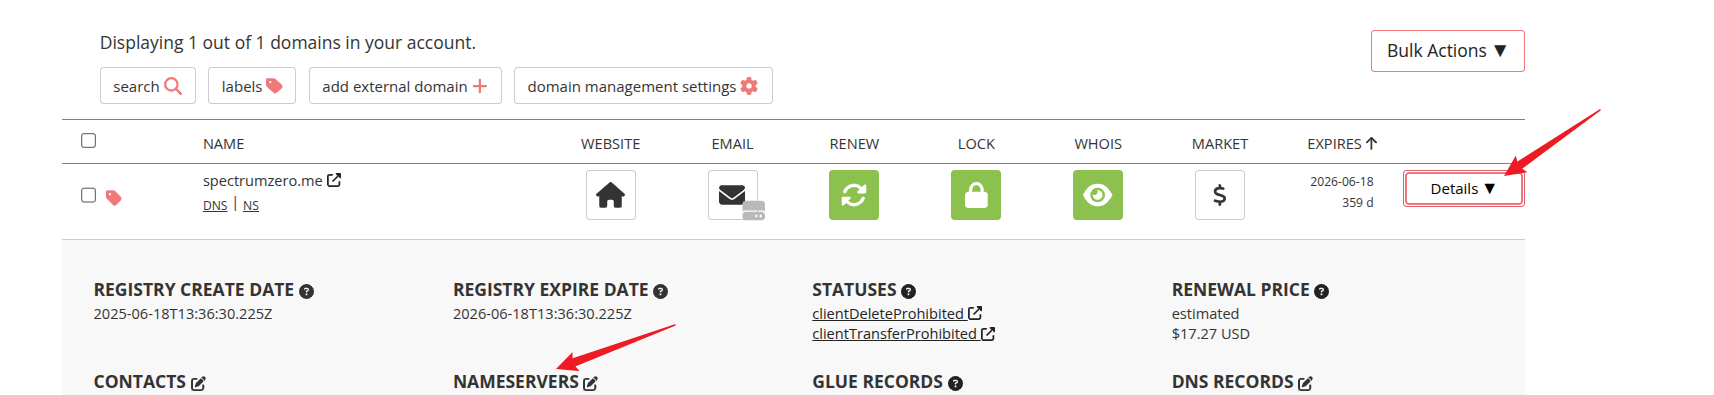 Displaying 1 out of 1 domains in your account.
Bulk Actions ▼
search labels add external domain domain management settings
NAME WEBSITE EMAIL RENEW LOCK WHOIS MARKET EXPIRES
spectrumzero.me
DNS | NS
$
2026-06-18
359 d
Details ▼
REGISTRY CREATE DATE ?
2025-06-18T13:36:30.225Z
REGISTRY EXPIRE DATE ?
2026-06-18T13:36:30.225Z
STATUSES ?
clientDeleteProhibited
clientTransferProhibited
RENEWAL PRICE ?
estimated
$17.27 USD
CONTACTS
NAMESERVERS
GLUE RECORDS ?
DNS RECORDS